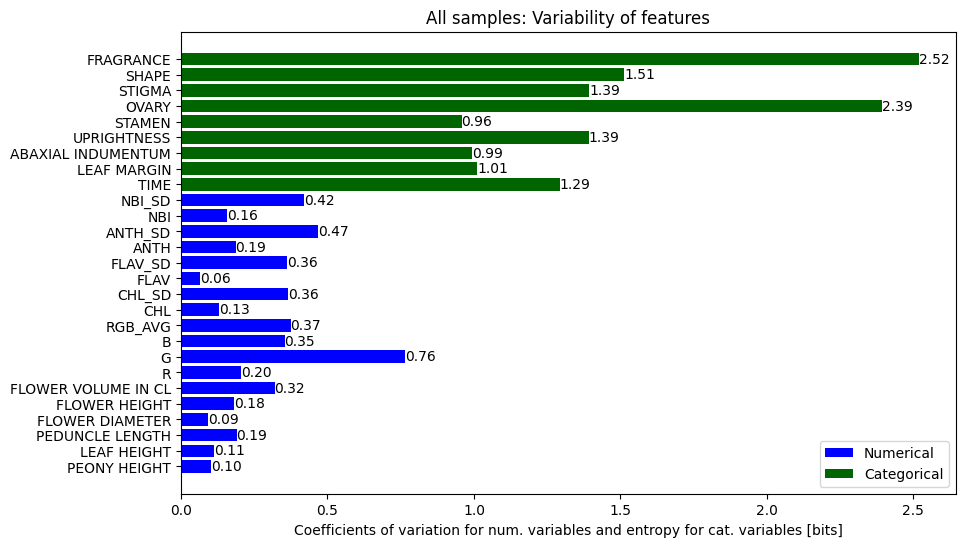 All samples: Variability of features
FRAGRANCE 2.52
SHAPE 1.51
STIGMA 1.39
OVARY 2.39
STAMEN 0.96
UPRIGHTNESS 1.39
ABAXIAL INDUMENTUM 0.99
LEAF MARGIN 1.01
TIME 1.29
NBI_SD 0.42
NBI 0.16
ANTH_SD 0.47
ANTH 0.19
FLAV_SD 0.36
FLAV 0.06
CHL_SD 0.36
CHL 0.13
RGB_AVG 0.37
B 0.35
G 0.76
R 0.20
FLOWER VOLUME IN CL 0.32
FLOWER HEIGHT 0.18
FLOWER DIAMETER 0.09
PEDUNCLE LENGTH 0.19
LEAF HEIGHT 0.11
PEONY HEIGHT 0.10
Numerical
Categorical
0.0 0.5 1.0 1.5 2.0 2.5
Coefficients of variation for num. variables and entropy for cat. variables [bits]